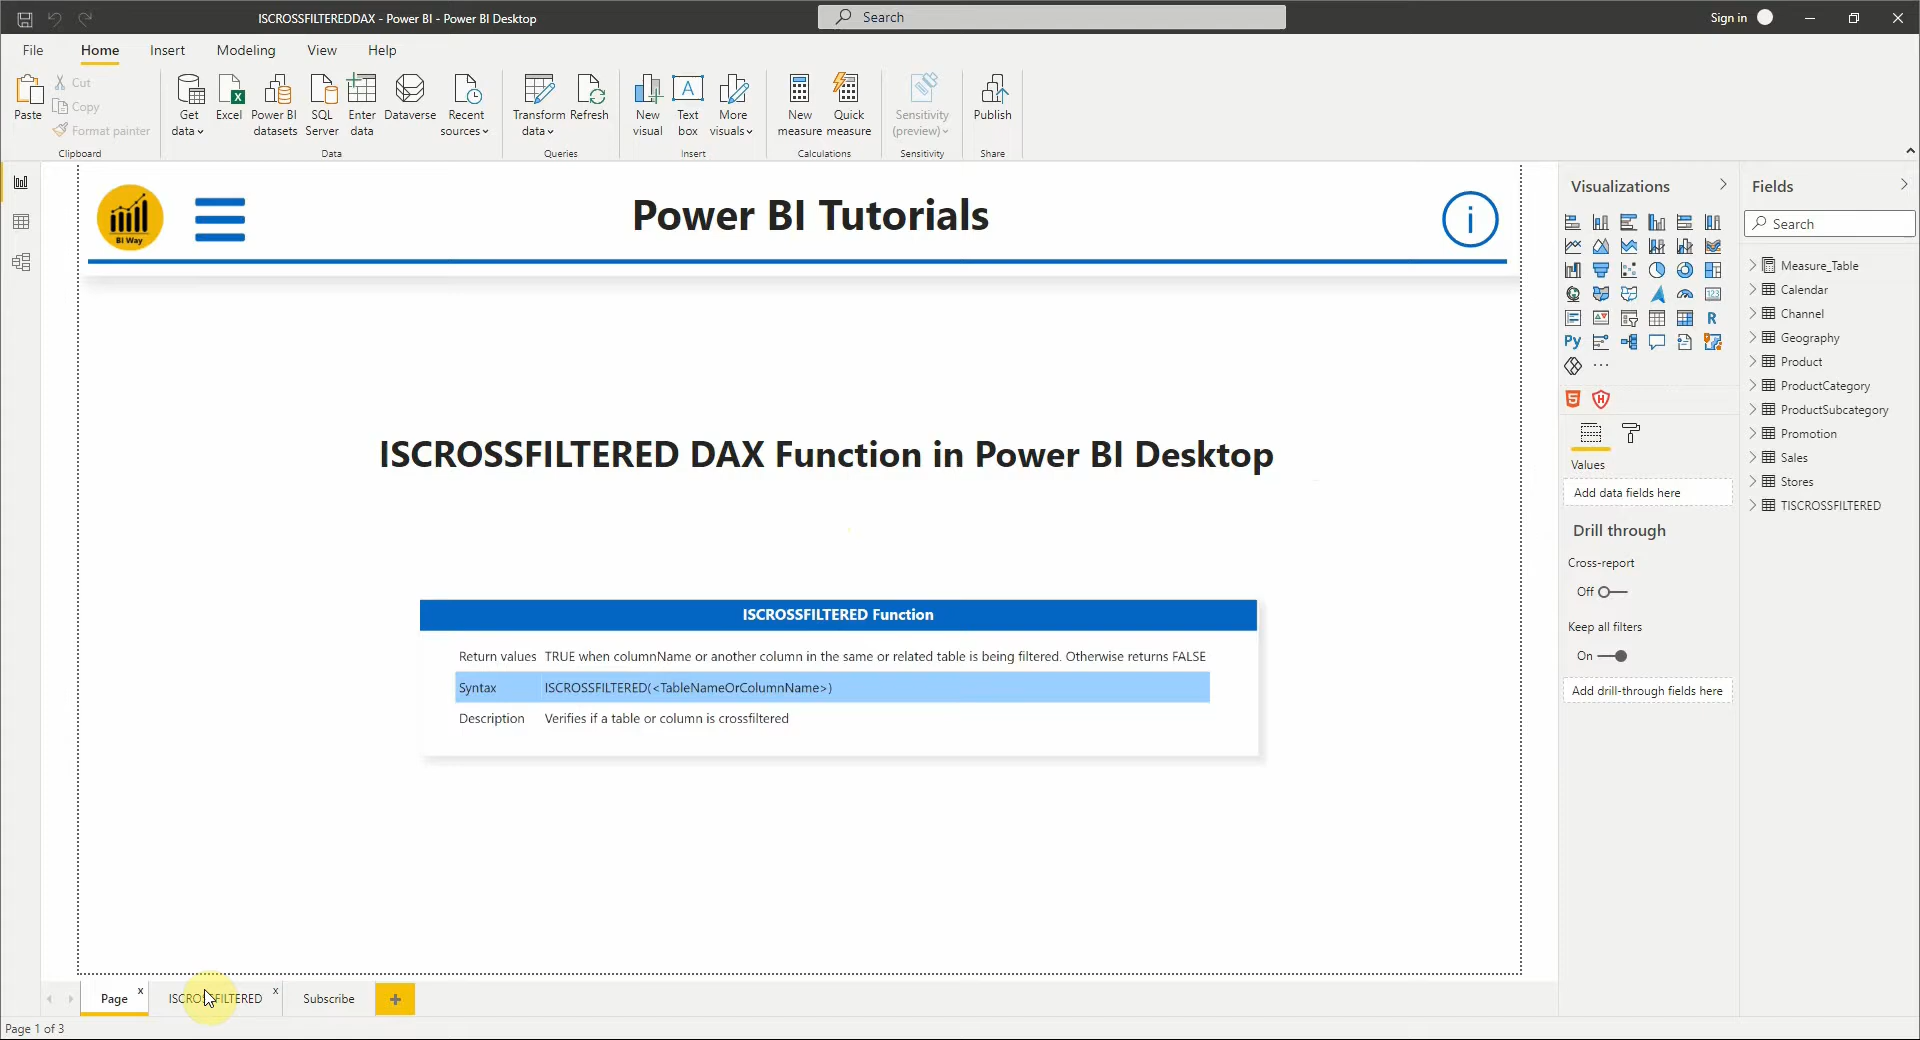 ISCROSSFILTEREDDAX - Power BI - Power BI Desktop
Search
Sign in
File Home Insert Modeling View Help
Paste
Cut
Copy
Format painter
Clipboard
Get data
Excel
Power BI datasets
SQL Server
Enter data
Dataverse
Recent sources
Data
Transform data
Refresh
Queries
New visual
Text box
More visuals
Insert
New measure
Quick measure
Calculations
Sensitivity (preview)
Sensitivity
Publish
Share
BI Way
Power BI Tutorials
i
ISCROSSFILTERED DAX Function in Power BI Desktop
ISCROSSFILTERED Function
Return values TRUE when columnName or another column in the same or related table is being filtered. Otherwise returns FALSE
Syntax ISCROSSFILTERED(<TableNameOrColumnName>)
Description Verifies if a table or column is crossfiltered
Visualizations
123
R
Py
5
H
Values
Add data fields here
Drill through
Cross-report
Off
Keep all filters
On
Add drill-through fields here
Fields
Search
Measure_Table
Calendar
Channel
Geography
Product
ProductCategory
ProductSubcategory
Promotion
Sales
Stores
TISCROSSFILTERED
Page x ISCROSSFILTERED x Subscribe +
Page 1 of 3